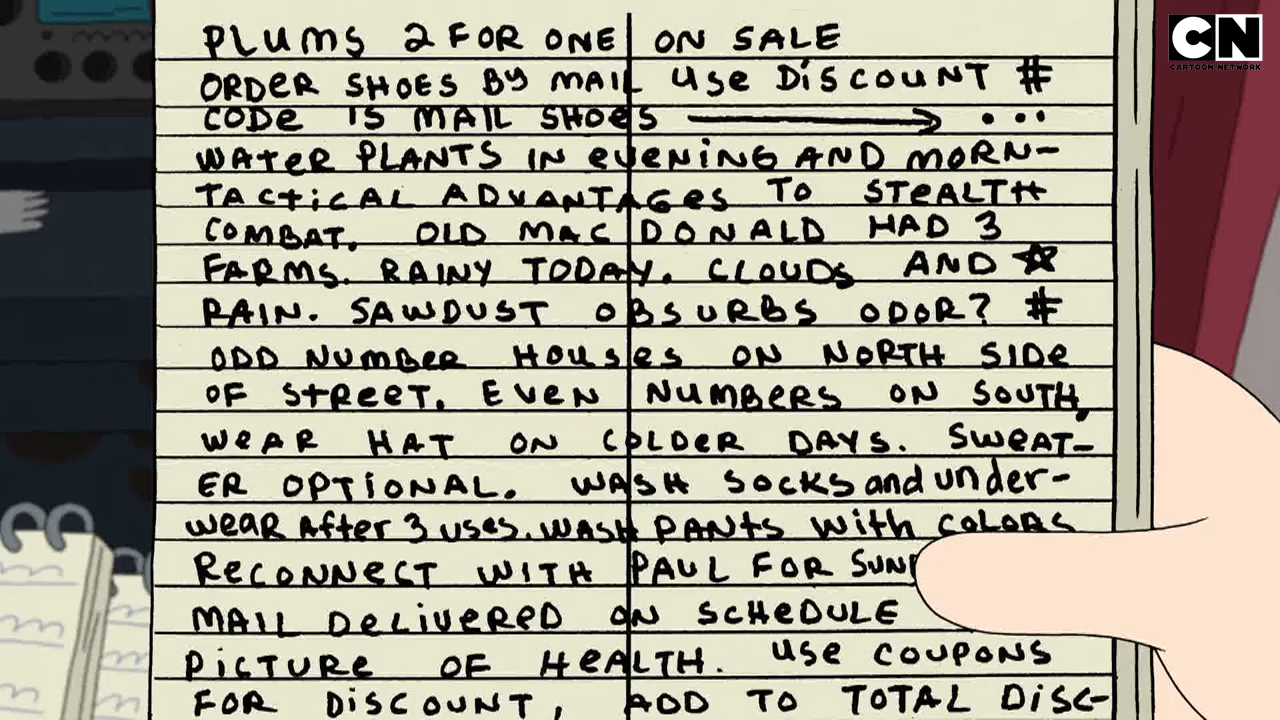 CN
CARTOON NETWORK
PLUMS 2 FOR ONE ON SALE
ORDER SHOES BY MAIL USE DISCOUNT #
CODE IS MAIL SHOES → ...
WATER PLANTS IN EVENING AND MORN-
TACTICAL ADVANTAGES TO STEALTH
COMBAT. OLD MAC DONALD HAD 3
FARMS. RAINY TODAY. CLOUDS AND ☆
RAIN. SAWDUST OBSURBS ODOR? #
ODD NUMBER HOUSES ON NORTH SIDE
OF STREET. EVEN NUMBERS ON SOUTH,
WEAR HAT ON COLDER DAYS. SWEAT-
ER OPTIONAL. WASH SOCKS and under-
wear After 3 uses. WASH PANTS with COLORS
RECONNECT WITH PAUL FOR SUN
MAIL DELIVERED ON SCHEDULE
PICTURE OF HEALTH. USE COUPONS
FOR DISCOUNT, ADD TO TOTAL DISC-